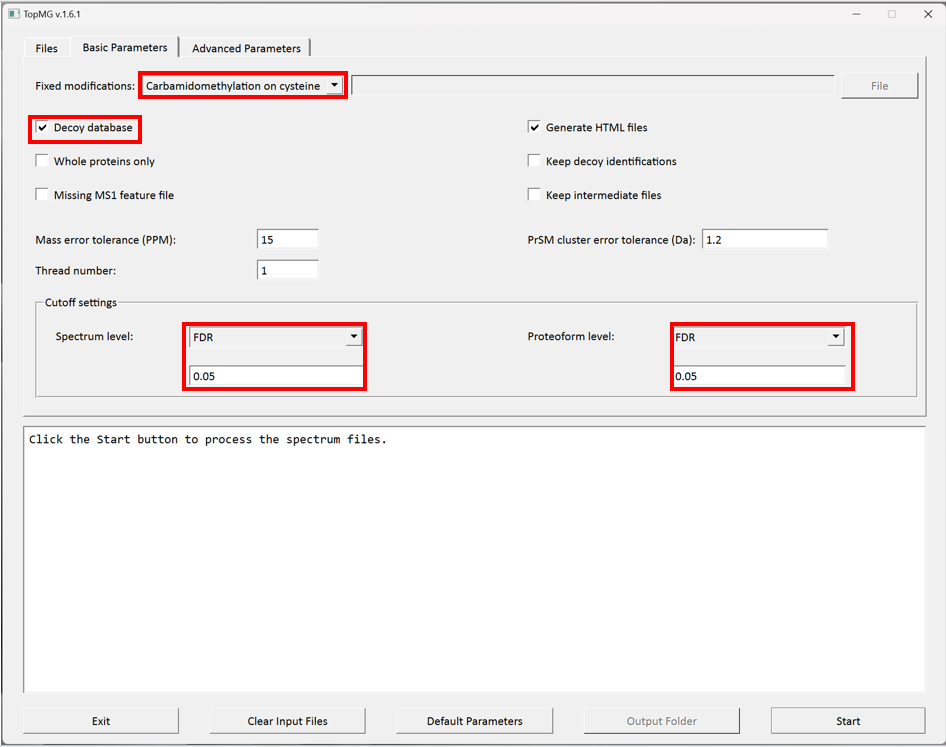 TopMG v.1.6.1
Files Basic Parameters Advanced Parameters
Fixed modifications: Carbamidomethylation on cysteine File
Decoy database Generate HTML files
Whole proteins only Keep decoy identifications
Missing MS1 feature file Keep intermediate files
Mass error tolerance (PPM): 15 PrSM cluster error tolerance (Da): 1.2
Thread number: 1
Cutoff settings
Spectrum level: FDR Proteoform level: FDR
0.05 0.05
Click the Start button to process the spectrum files.
Exit Clear Input Files Default Parameters Output Folder Start